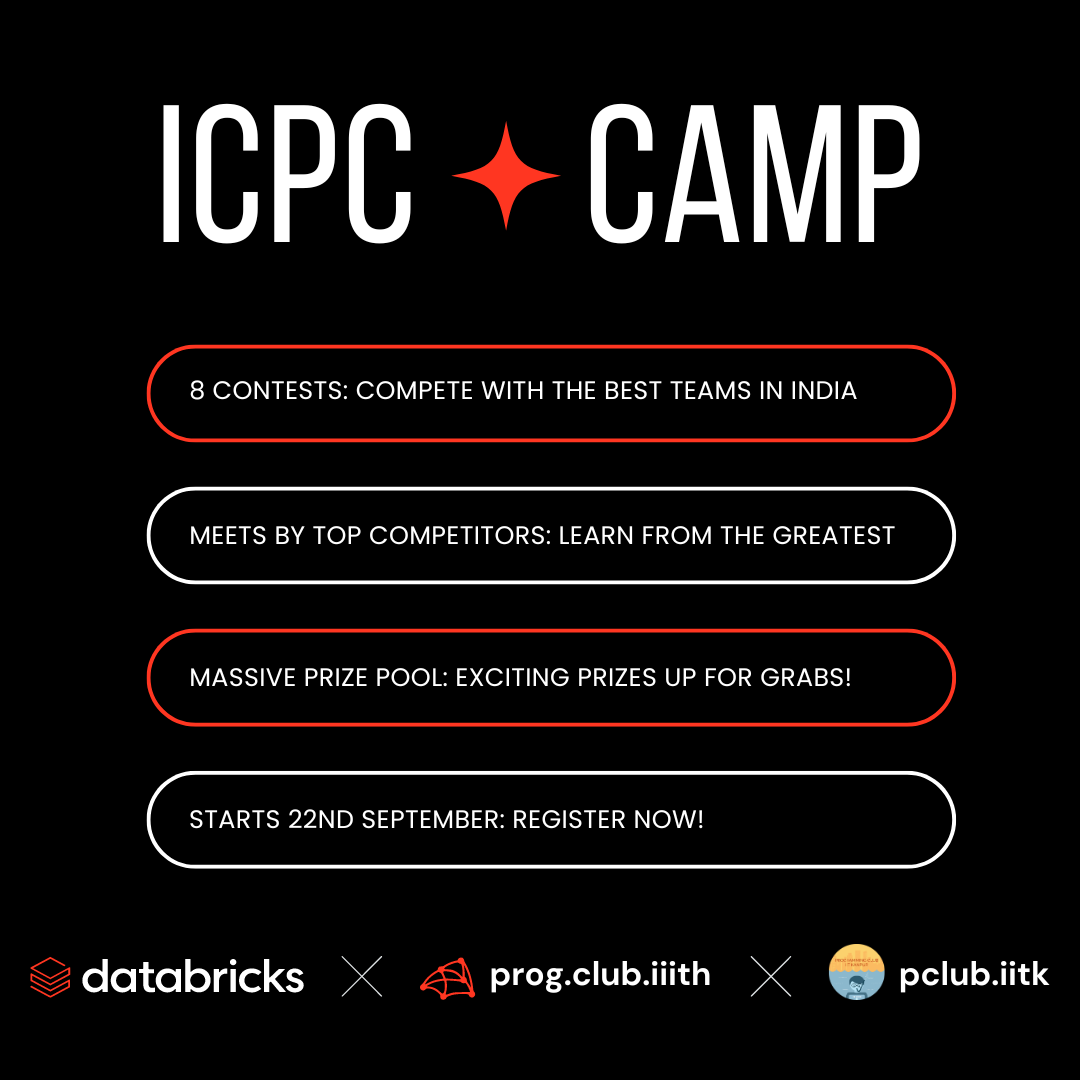 ICPC CAMP
8 CONTESTS: COMPETE WITH THE BEST TEAMS IN INDIA
MEETS BY TOP COMPETITORS: LEARN FROM THE GREATEST
MASSIVE PRIZE POOL: EXCITING PRIZES UP FOR GRABS!
STARTS 22ND SEPTEMBER: REGISTER NOW!
databricks prog.club.iiith pclub.iitk